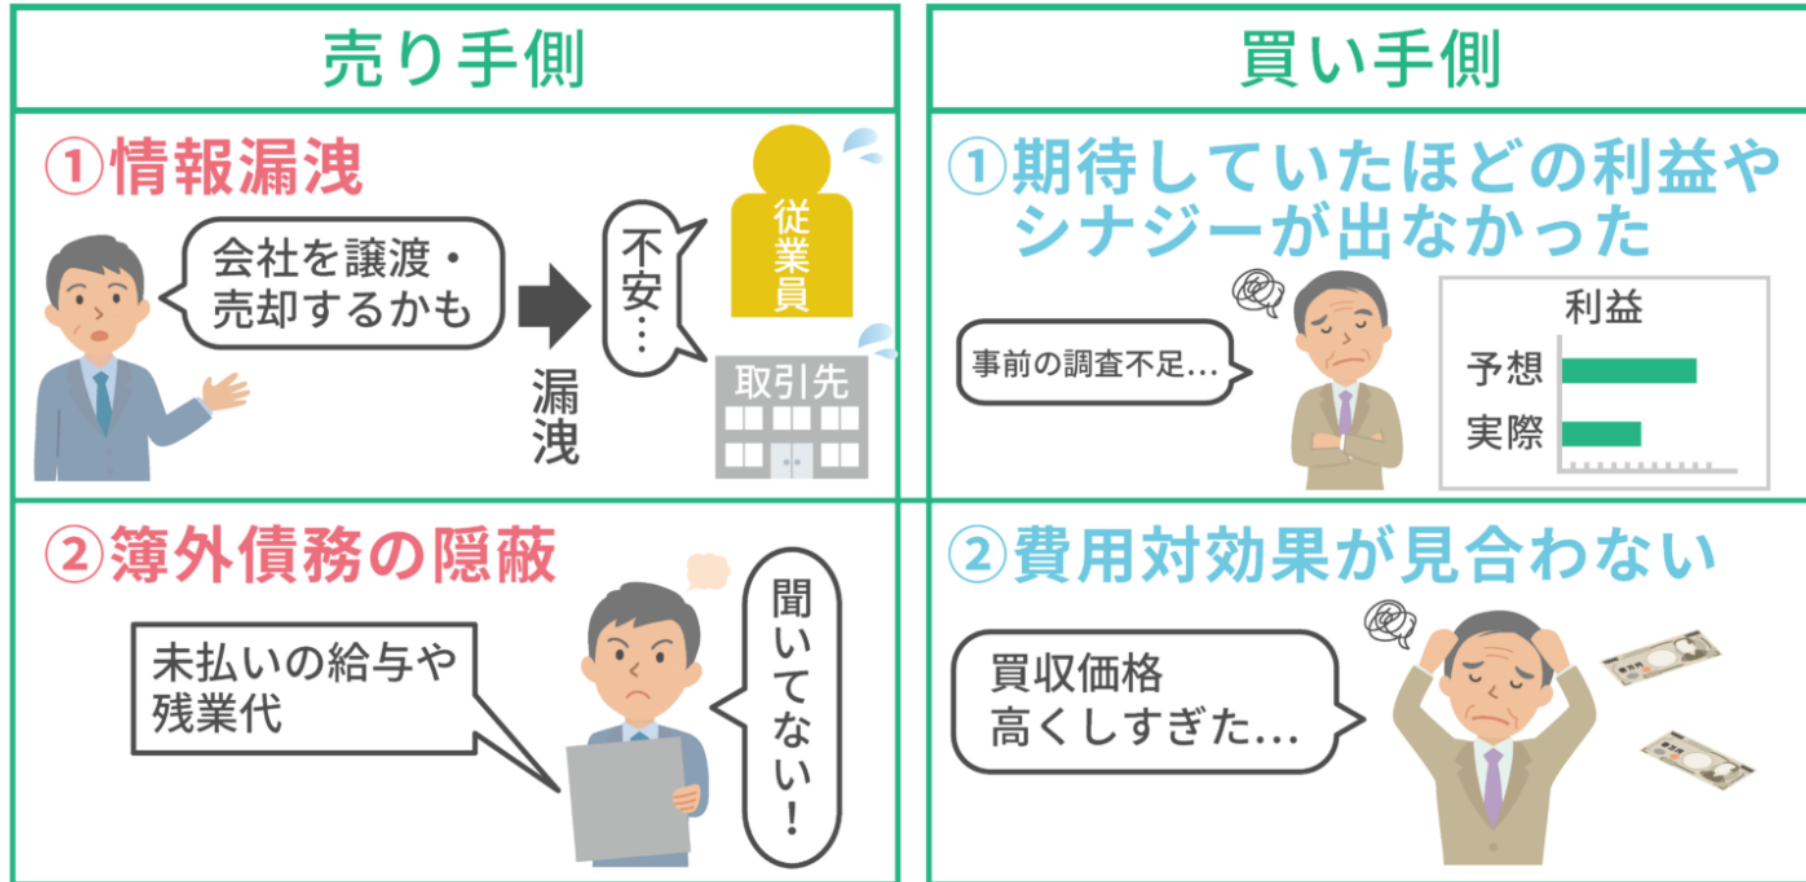 売り手側
①情報漏洩
会社を譲渡・
売却するかも
漏洩
不安…
従業員
取引先
②簿外債務の隠蔽
未払いの給与や
残業代
聞いてない！
買い手側
①期待していたほどの利益や
シナジーが出なかった
事前の調査不足…
利益
予想
実際
②費用対効果が見合わない
買収価格
高くしすぎた…